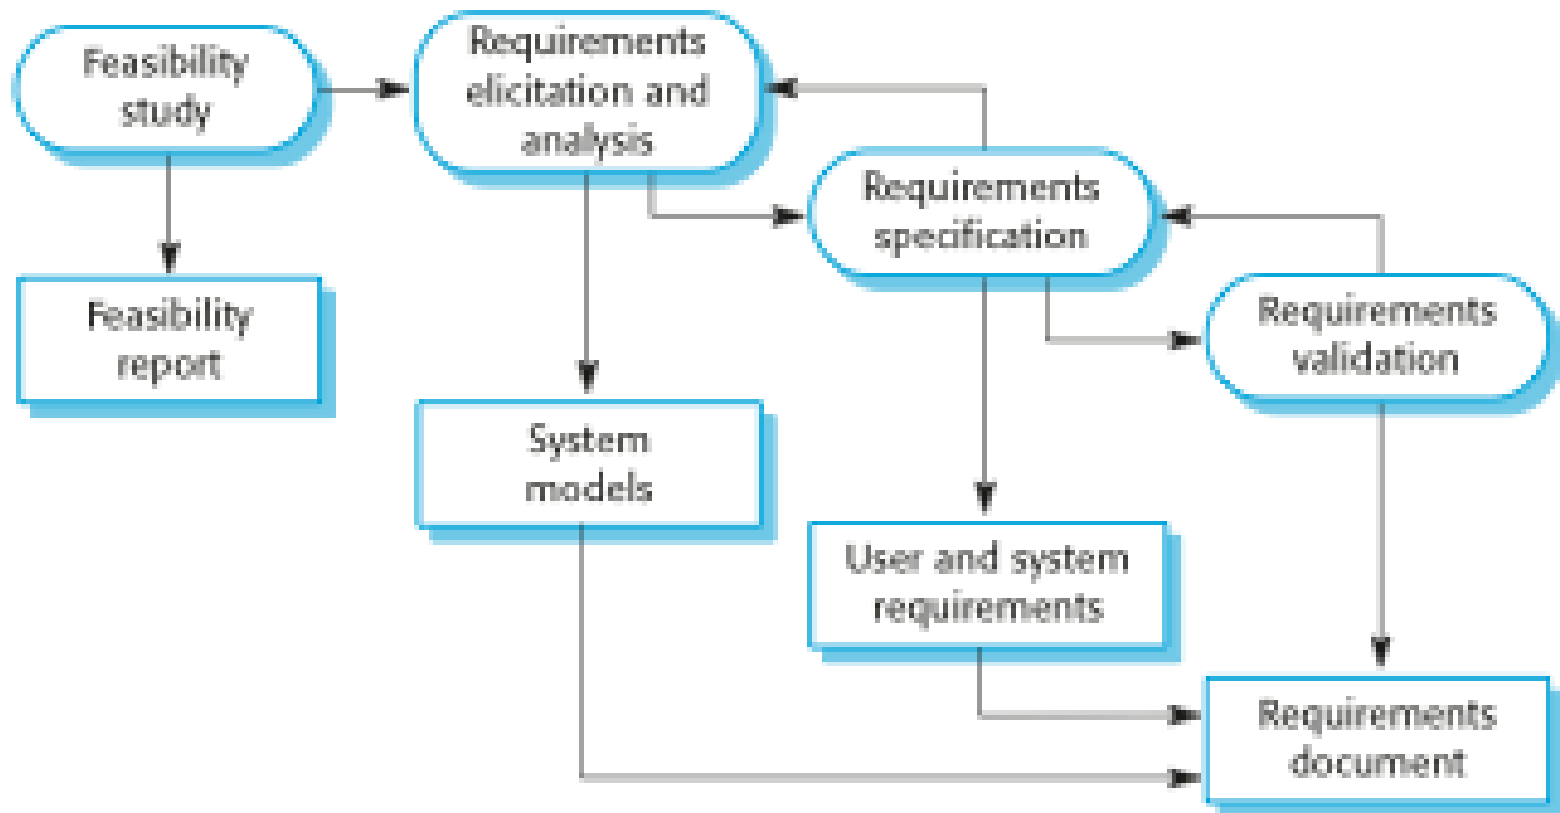 Feasibility
study
Requirements
elicitation and
analysis
Requirements
specification
Requirements
validation
Feasibility
report
System
models
User and system
requirements
Requirements
document